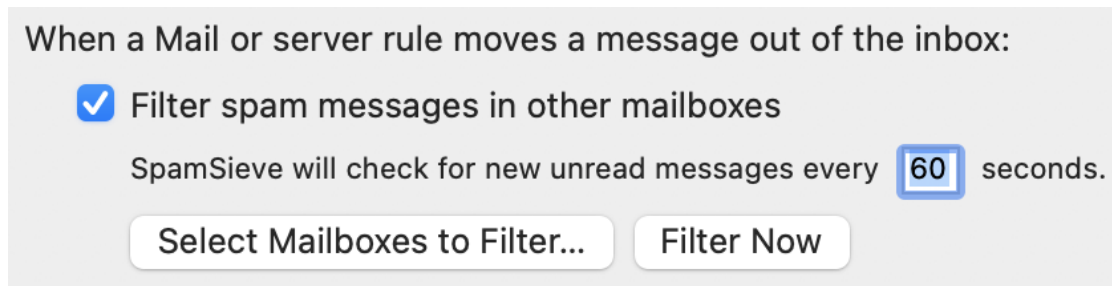 When a Mail or server rule moves a message out of the inbox:
Filter spam messages in other mailboxes
SpamSieve will check for new unread messages every 60 seconds.
Select Mailboxes to Filter... Filter Now